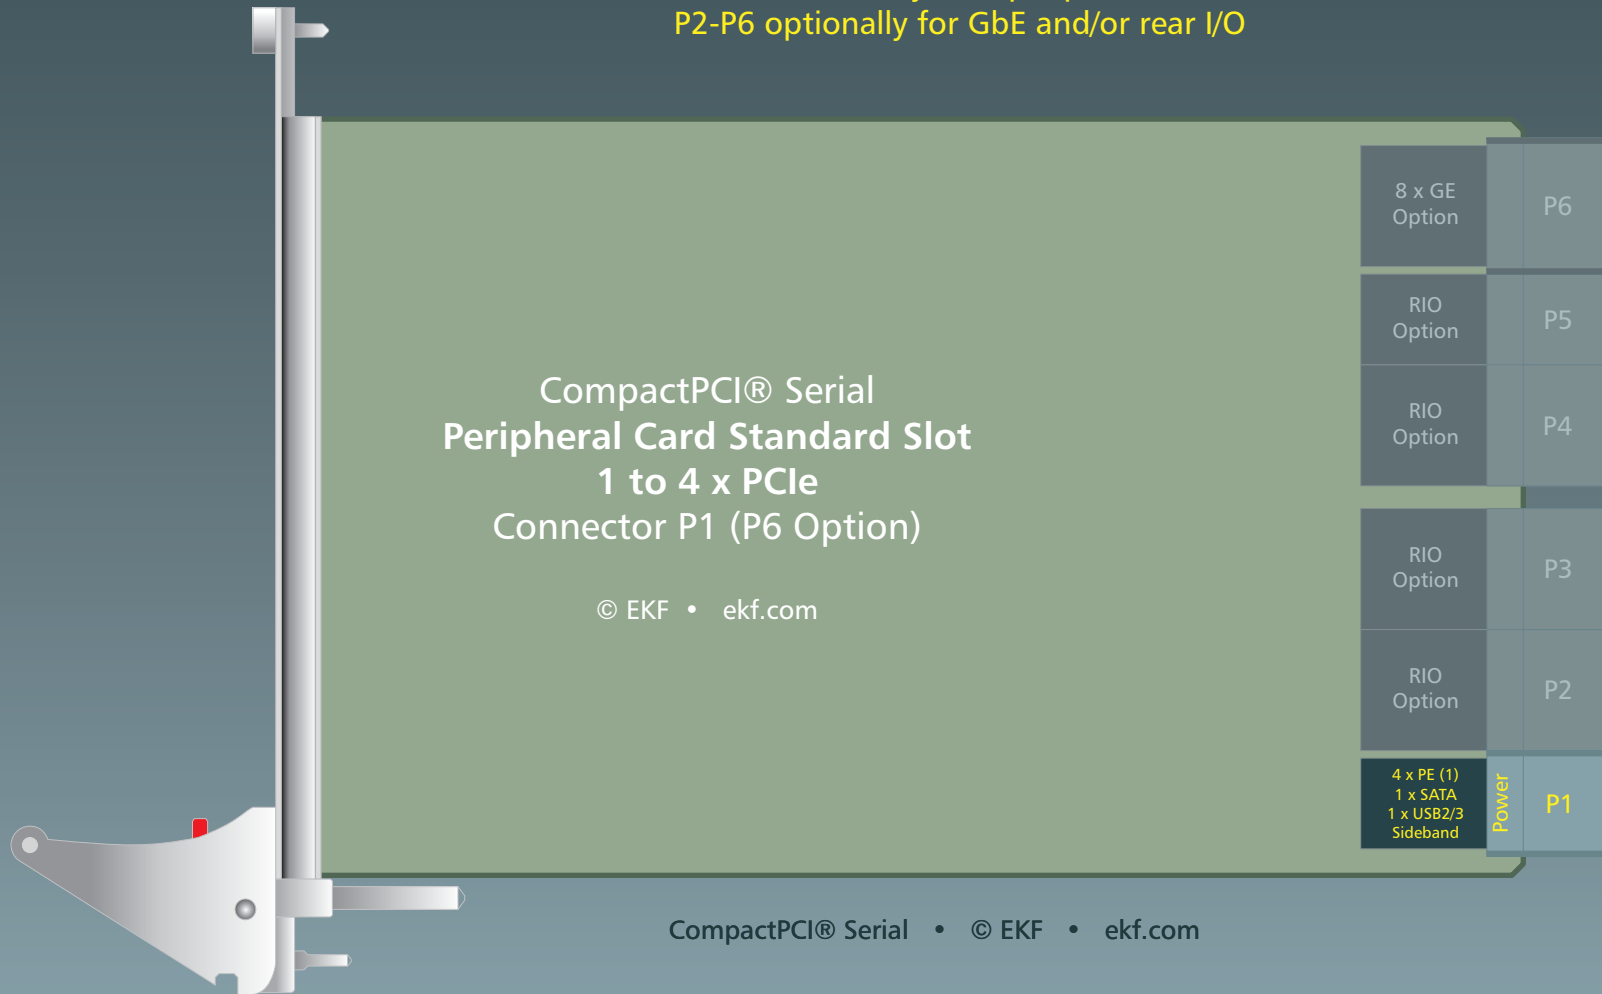 P2-P6 optionally for GbE and/or rear I/O
8 x GE
Option
P6
RIO
Option
P5
RIO
Option
P4
CompactPCI® Serial
Peripheral Card Standard Slot
1 to 4 x PCIe
Connector P1 (P6 Option)
© EKF • ekf.com
RIO
Option
P3
RIO
Option
P2
4 x PE (1)
1 x SATA
1 x USB2/3
Sideband
Power
P1
CompactPCI® Serial • © EKF • ekf.com